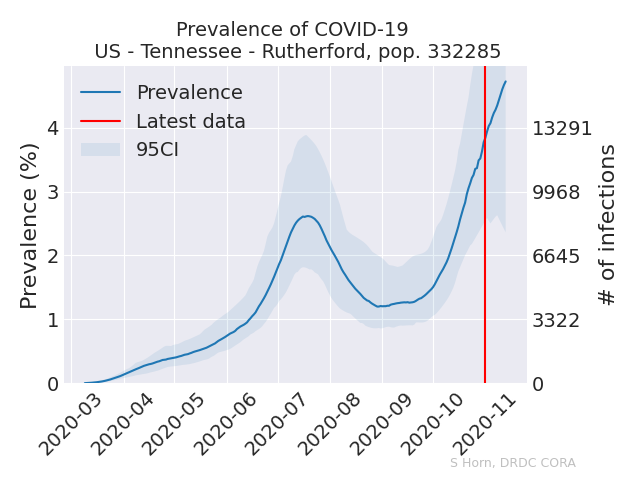 Prevalence of COVID-19
US - Tennessee - Rutherford, pop. 332285
Prevalence
Latest data
95CI
Prevalence (%)
4
3
2
1
0
13291
9968
6645
3322
0
# of infections
2020-03
2020-04
2020-05
2020-06
2020-07
2020-08
2020-09
2020-10
2020-11
S Horn, DRDC CORA